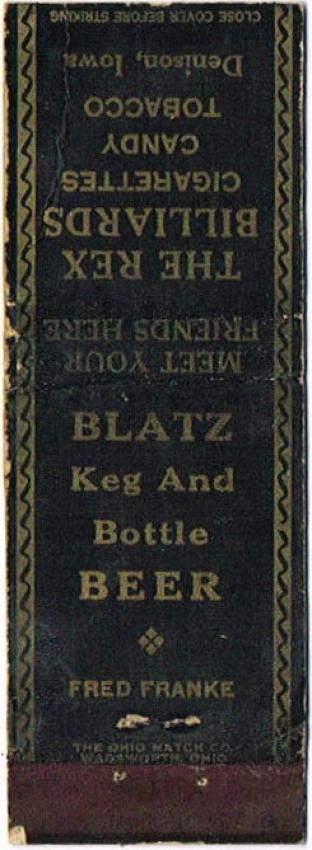 MEET YOUR
FRIENDS HERE
THE REX
BILLIARDS
CIGARETTES
CANDY
TOBACCO
Denison, Iowa
CLOSE COVER BEFORE STRIKING
BLATZ
Keg And
Bottle
BEER
FRED FRANKE
THE OHIO MATCH CO.
WADSWORTH, OHIO